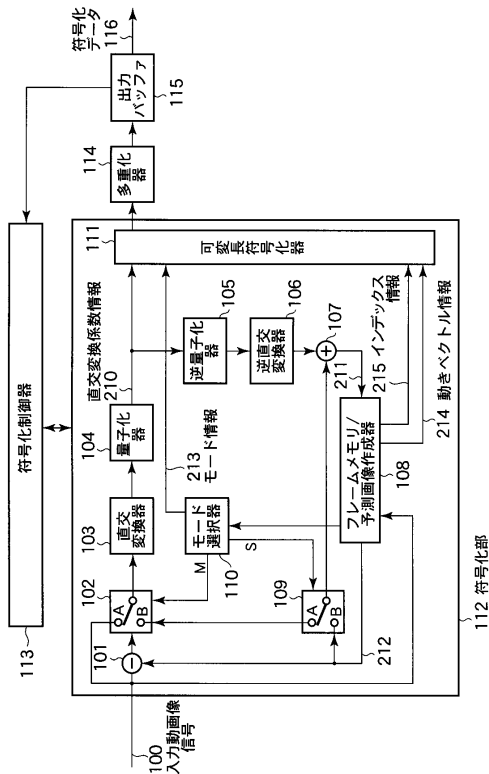 符号化制御器
113
100
入力動画像
信号
101
102
A
B
103
直交
変換器
104
量子化器
直交変換係数情報
210
105
逆量子化器
106
逆直交
変換器
107
211
213
モード情報
モード
選択器
110
M
S
109
A
B
フレームメモリ/
予測画像作成器
108
212
215 インデックス
情報
214 動きベクトル情報
111
可変長符号化器
112 符号化部
114
多重化
器
出力
バッファ
115
符号化
データ
116